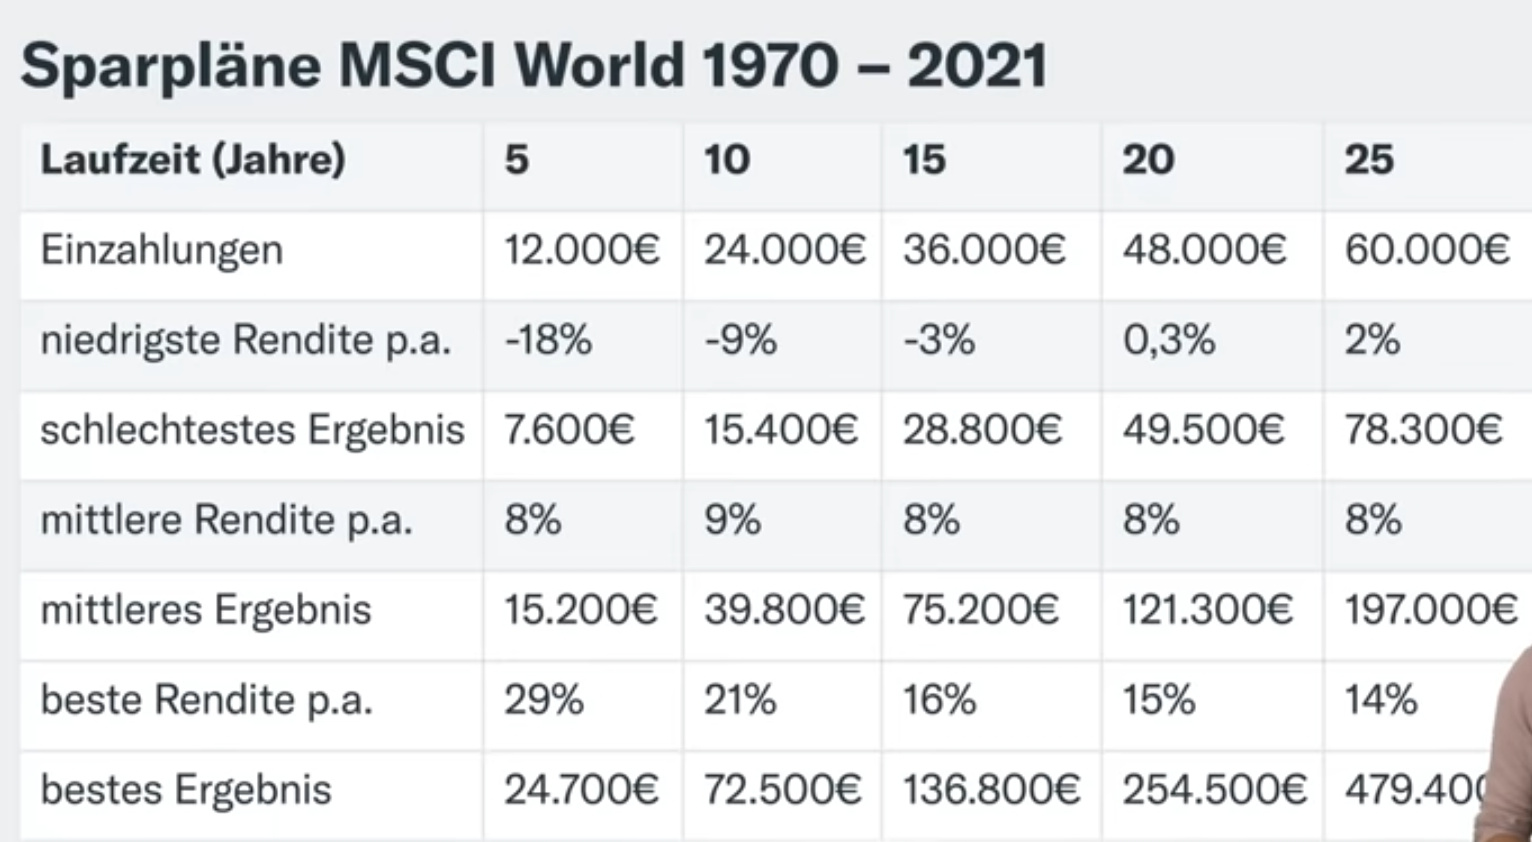 Sparpläne MSCI World 1970 – 2021
Laufzeit (Jahre) 5 10 15 20 25
Einzahlungen 12.000€ 24.000€ 36.000€ 48.000€ 60.000€
niedrigste Rendite p.a. -18% -9% -3% 0,3% 2%
schlechtestes Ergebnis 7.600€ 15.400€ 28.800€ 49.500€ 78.300€
mittlere Rendite p.a. 8% 9% 8% 8% 8%
mittleres Ergebnis 15.200€ 39.800€ 75.200€ 121.300€ 197.000€
beste Rendite p.a. 29% 21% 16% 15% 14%
bestes Ergebnis 24.700€ 72.500€ 136.800€ 254.500€